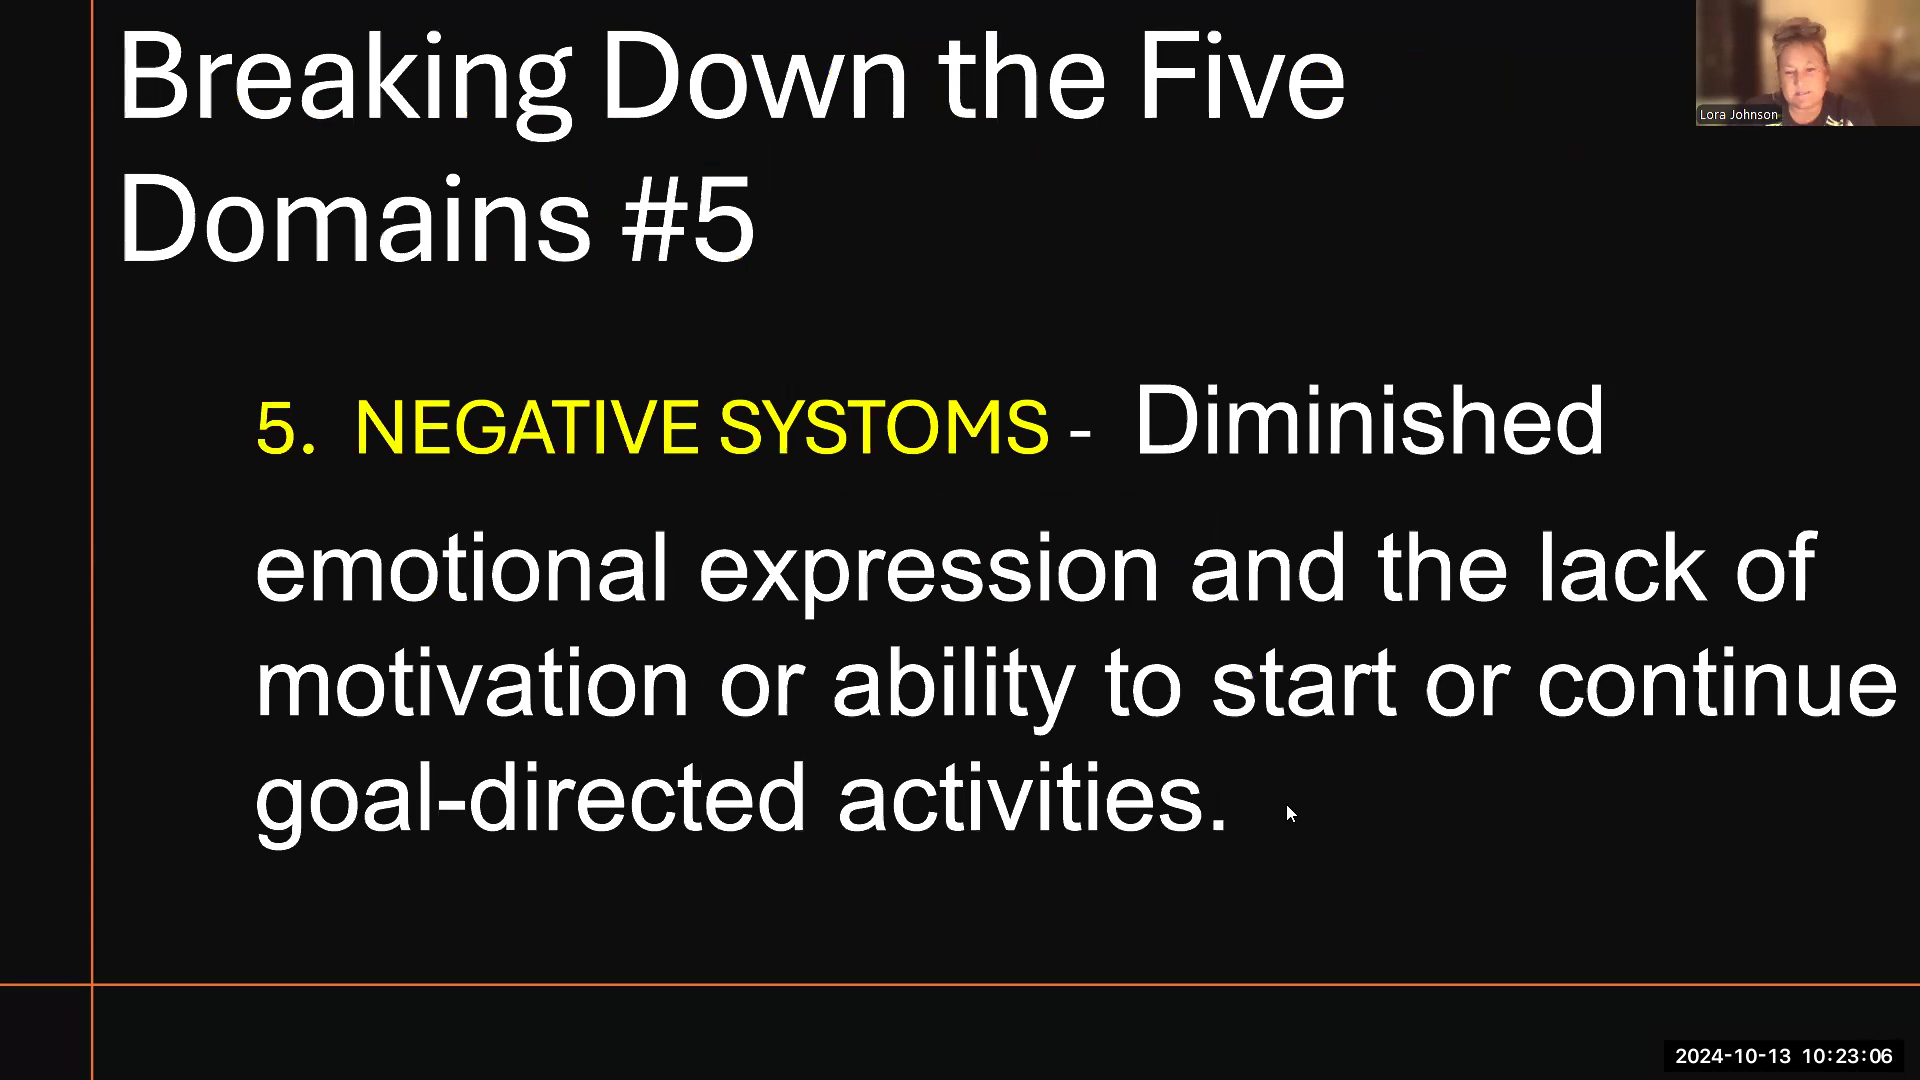 Breaking Down the Five
Domains #5
Lora Johnson
5. NEGATIVE SYSTOMS - Diminished
emotional expression and the lack of
motivation or ability to start or continue
goal-directed activities.
2024-10-13 10:23:06